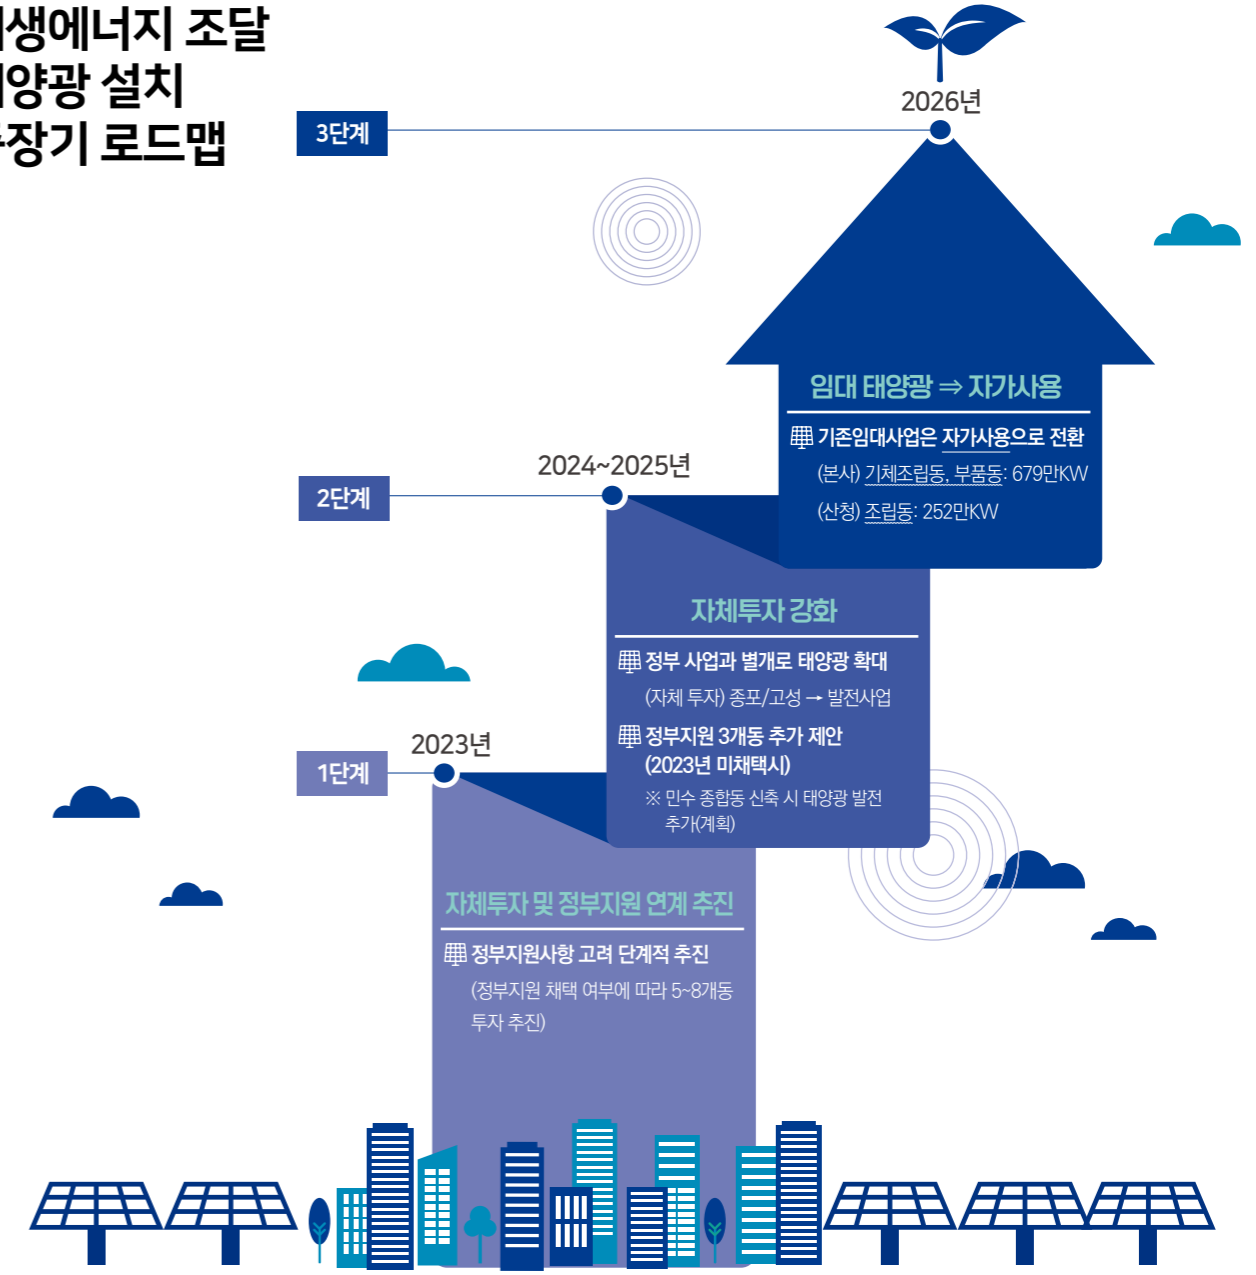 생에너지 조달
양광 설치
장기 로드맵
2026년
3단계
임대 태양광 ⇒ 자가사용
기존임대사업은 자가사용으로 전환
(본사) 기체조립동, 부품동: 679만KW
(산청) 조립동: 252만KW
2024~2025년
2단계
자체투자 강화
정부 사업과 별개로 태양광 확대
(자체 투자) 종포/고성 → 발전사업
정부지원 3개동 추가 제안
(2023년 미채택시)
※ 민수 종합동 신축 시 태양광 발전
추가(계획)
2023년
1단계
자체투자 및 정부지원 연계 추진
정부지원사항 고려 단계적 추진
(정부지원 채택 여부에 따라 5~8개동
투자 추진)